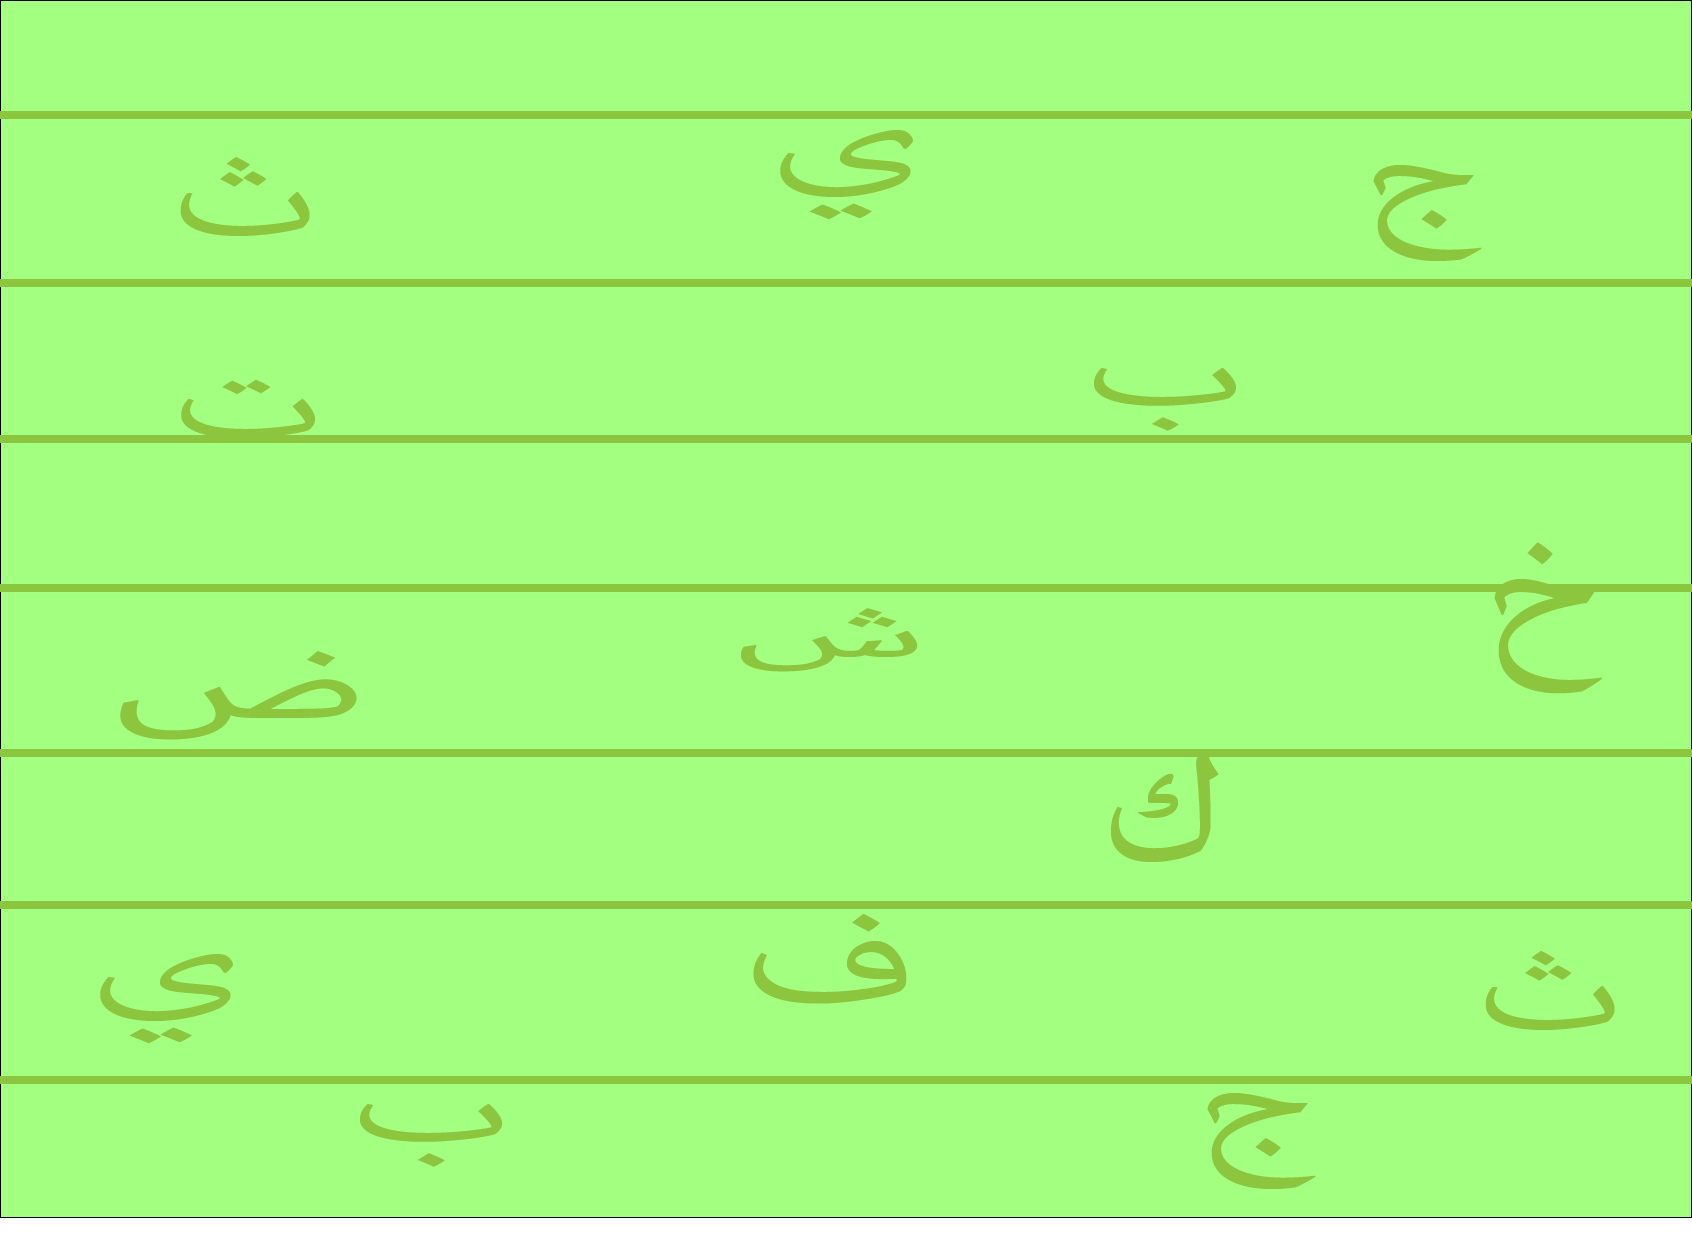 ج ي ث
ب ت
خ ش ض
ك
ث ف ي
ج ب